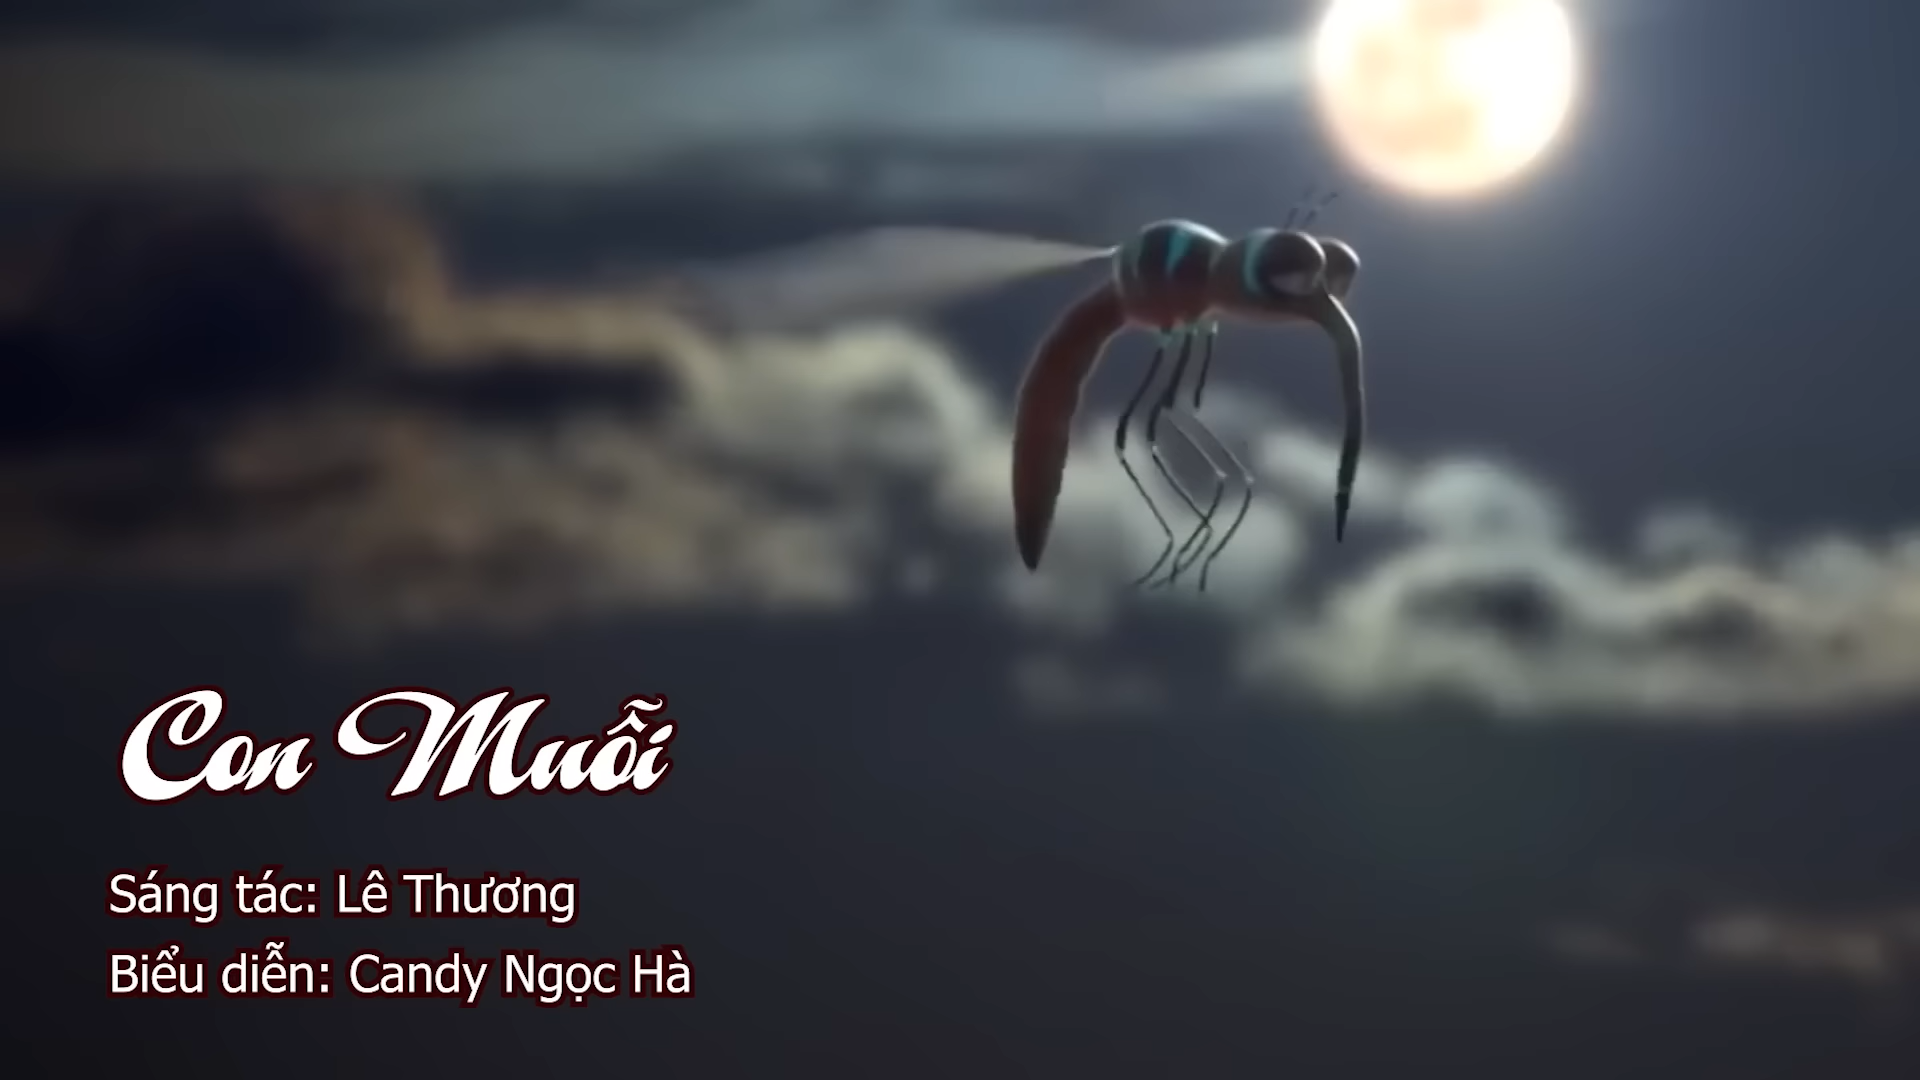 Con Muỗi
Sáng tác: Lê Thương
Biểu diễn: Candy Ngọc Hà